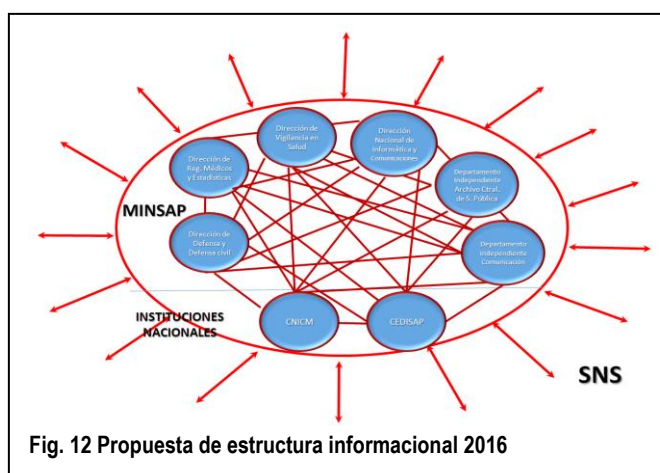 Dirección de
Vigilancia en
Salud
Dirección
Nacional de
Informática y
Comunicaciones
Dirección de
Reg. Médicos
y Estadísticas
Departamento
Independiente
Archivo Ctral.
de S. Pública
MINSAP
Dirección de
Defensa y
Defensa civil
Departamento
Independiente
Comunicación
INSTITUCIONES
NACIONALES
CNICM
CEDISAP
SNS
Fig. 12 Propuesta de estructura informacional 2016